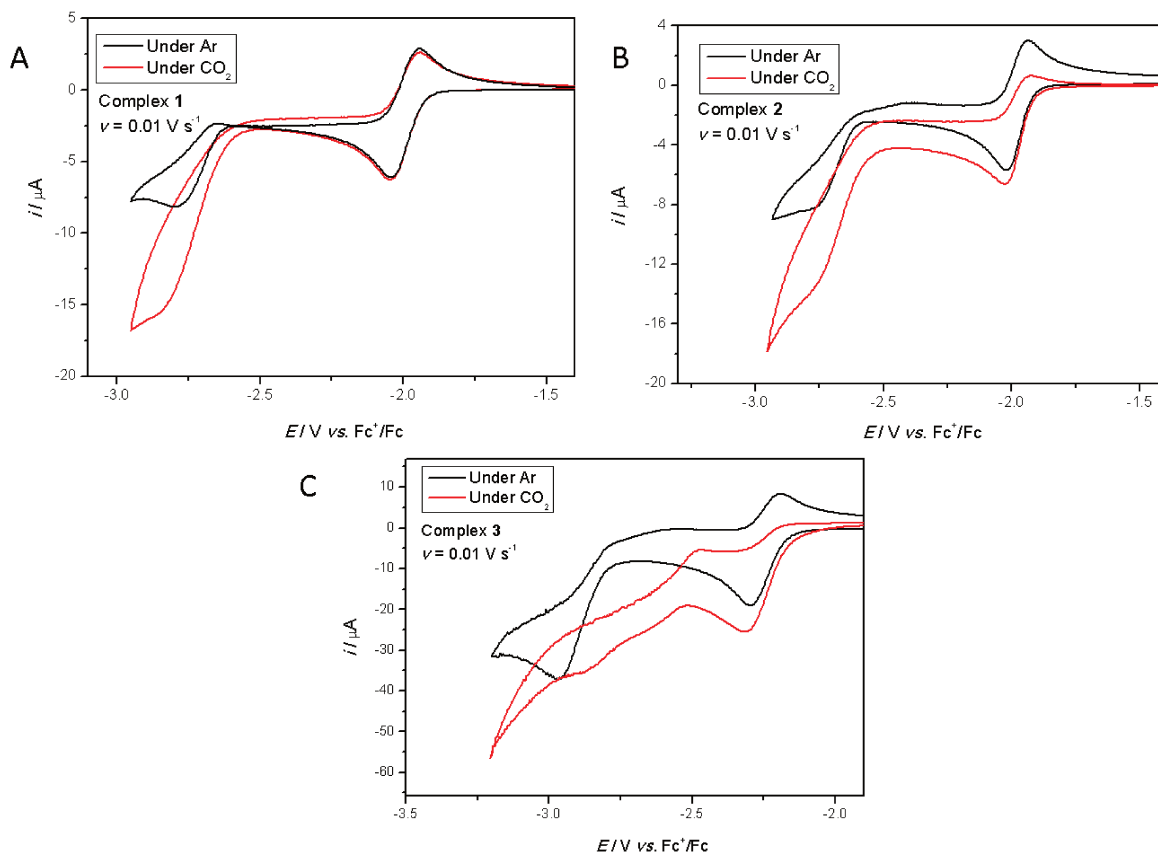 A
Under Ar
Under CO₂
Complex 1
ν = 0.01 V s⁻¹
5
0
-5
-10
-15
-20
i / μA
-3.0
-2.5
-2.0
-1.5
E / V vs. Fc⁺/Fc
B
Under Ar
Under CO₂
Complex 2
ν = 0.01 V s⁻¹
4
0
-4
-8
-12
-16
-20
i / μA
-3.0
-2.5
-2.0
-1.5
E / V vs. Fc⁺/Fc
C
Under Ar
Under CO₂
Complex 3
ν = 0.01 V s⁻¹
10
0
-10
-20
-30
-40
-50
-60
i / μA
-3.5
-3.0
-2.5
-2.0
E / V vs. Fc⁺/Fc